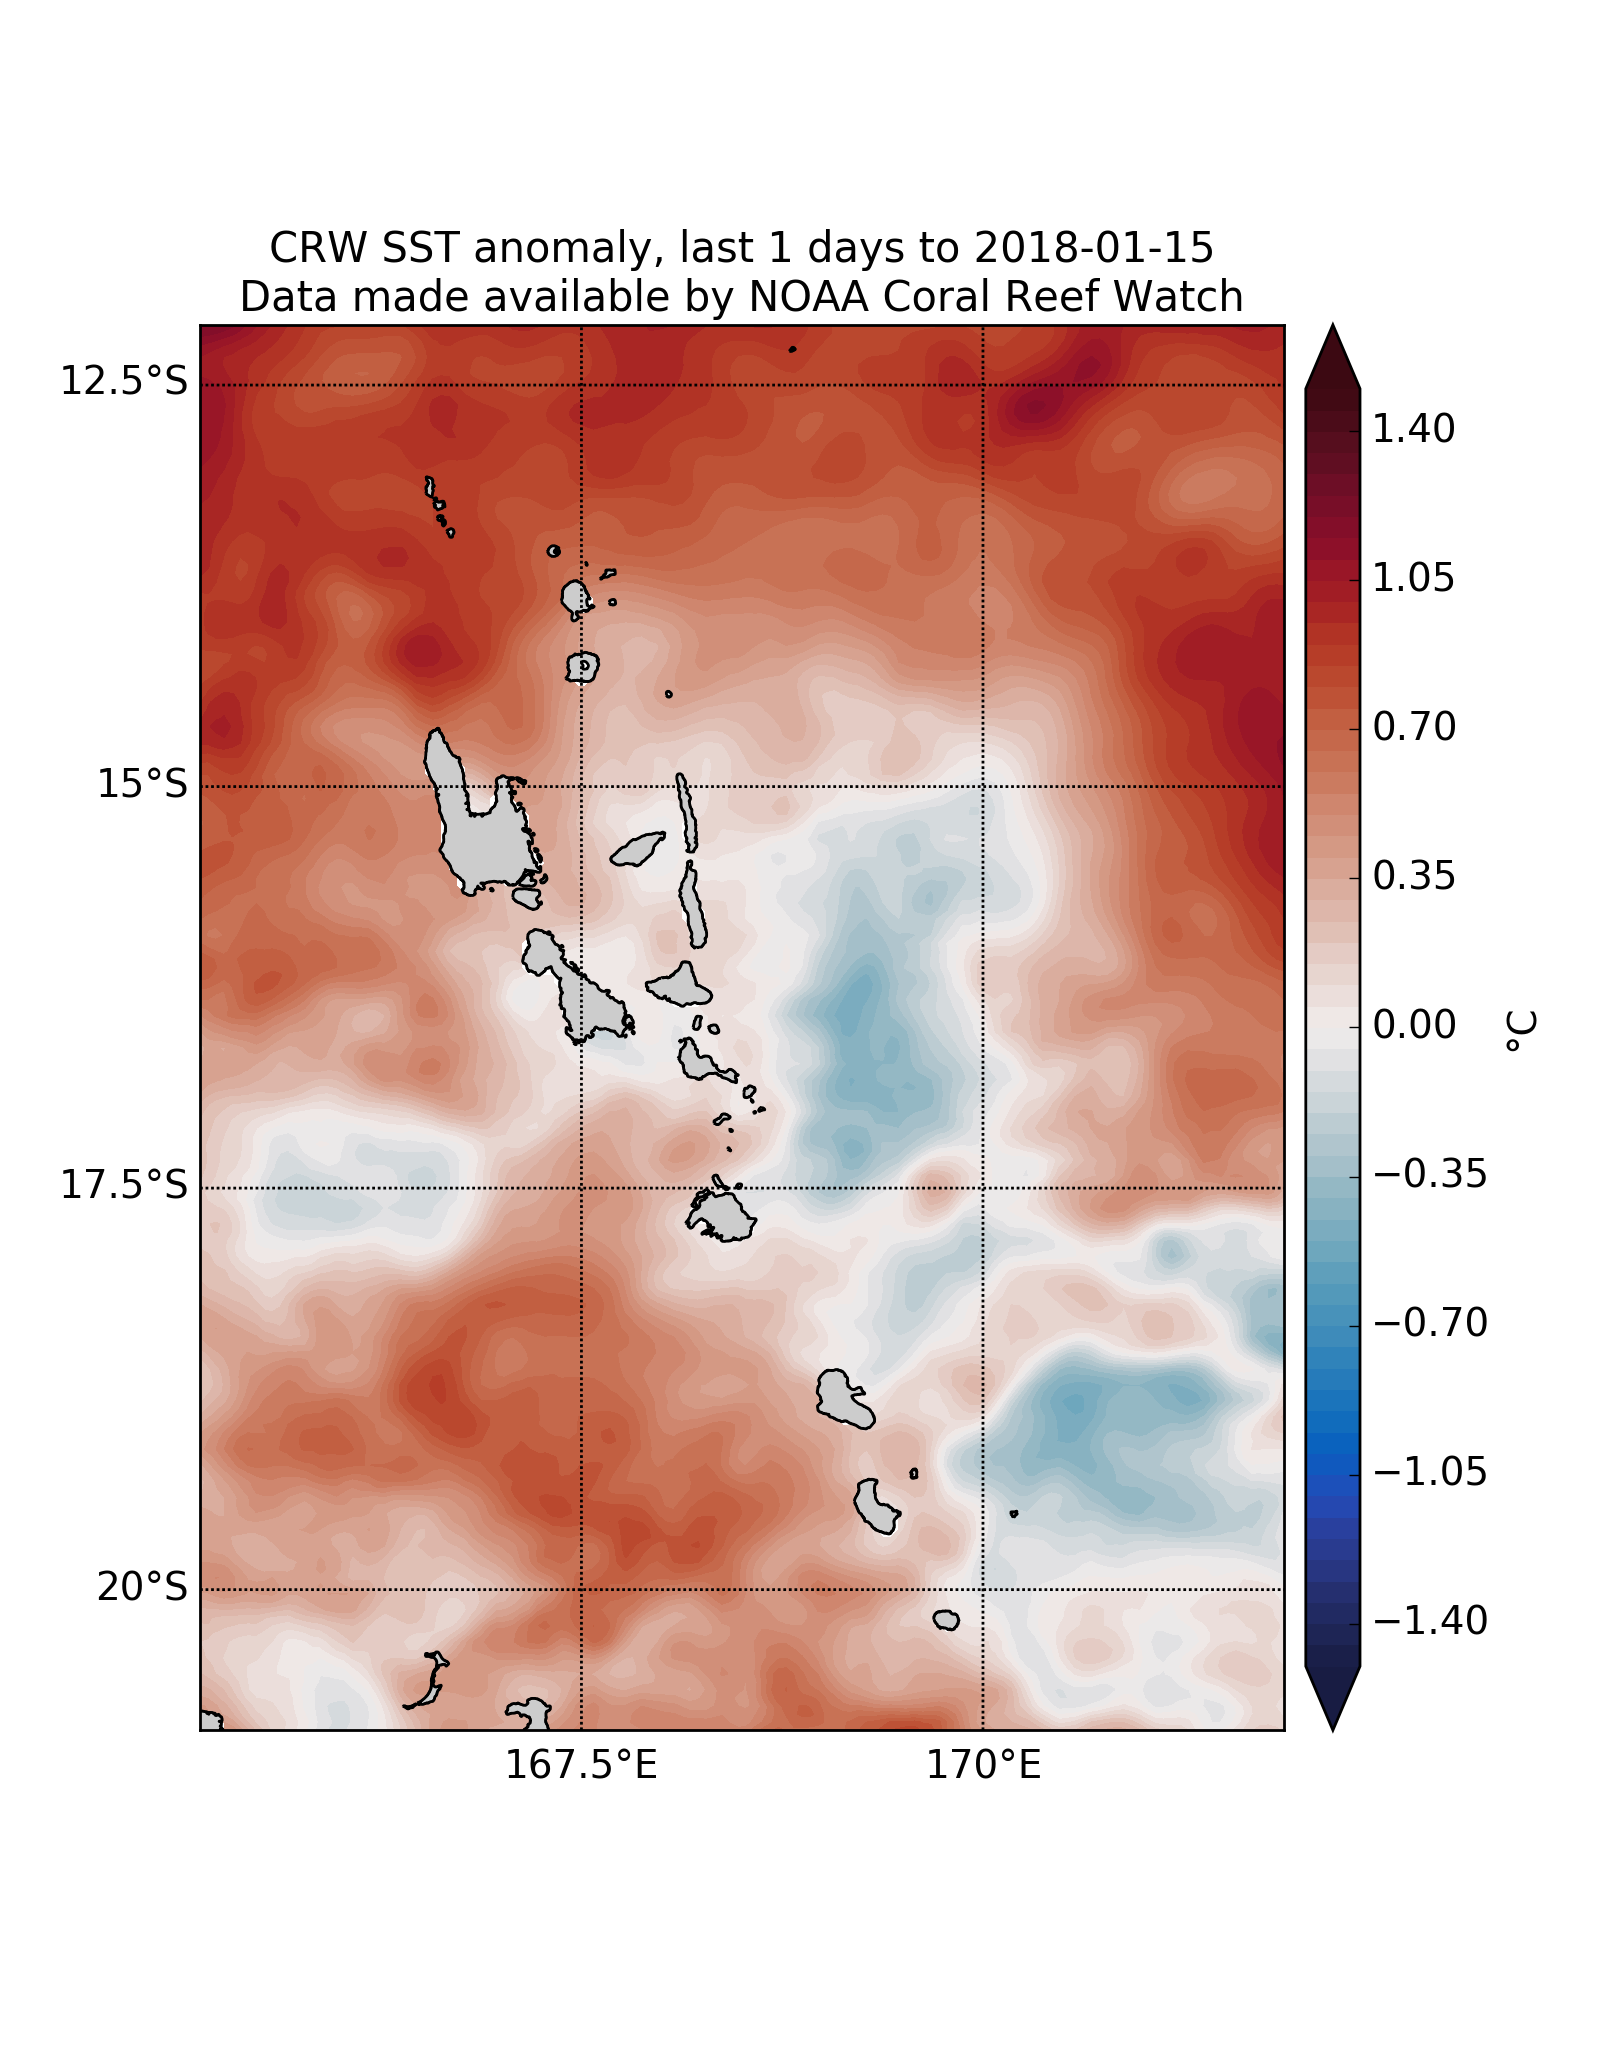 CRW SST anomaly, last 1 days to 2018-01-15
Data made available by NOAA Coral Reef Watch
12.5°S
15°S
17.5°S
20°S
167.5°E
170°E
1.40
1.05
0.70
0.35
0.00
−0.35
−0.70
−1.05
−1.40
°C